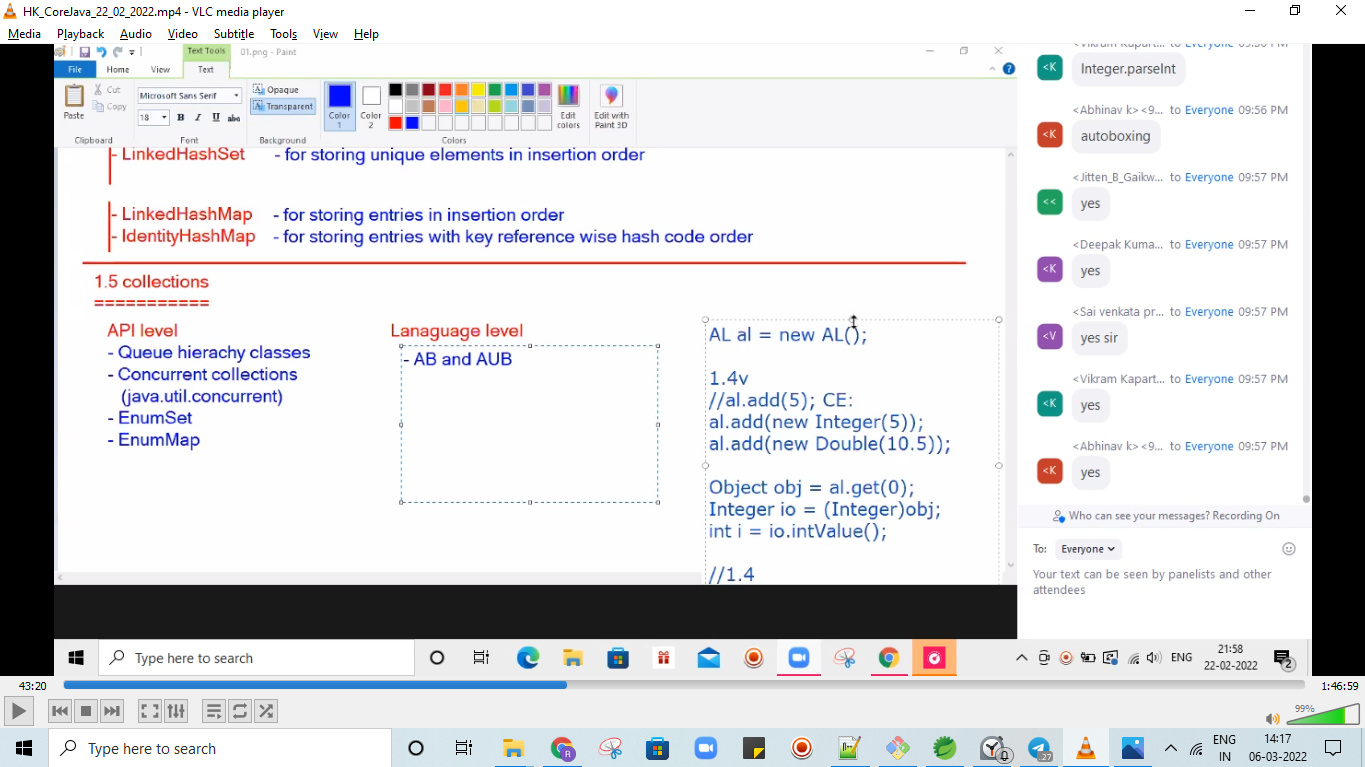 HK_CoreJava_22_02_2022.mp4 - VLC media player
Media Playback Audio Video Subtitle Tools View Help
Text Tools 01.png - Paint
File Home View Text
Paste Cut Copy Clipboard
Microsoft Sans Serif
18 B I U abc
Font
Opaque
Transparent
Background
Color 1
Color 2
Edit colors
Colors
Edit with Paint 3D
- LinkedHashSet - for storing unique elements in insertion order
- LinkedHashMap - for storing entries in insertion order
- IdentityHashMap - for storing entries with key reference wise hash code order
1.5 collections
===========
API level
- Queue hierachy classes
- Concurrent collections
(java.util.concurrent)
- EnumSet
- EnumMap
Lanaguage level
- AB and AUB
AL al = new AL();
1.4v
//al.add(5); CE:
al.add(new Integer(5));
al.add(new Double(10.5));
Object obj = al.get(0);
Integer io = (Integer)obj;
int i = io.intValue();
//1.4
<K Integer.parseInt
<Abhinav k> <9... to Everyone 09:56 PM
<K autoboxing
<Jitten_B_Gaikw... to Everyone 09:57 PM
<< yes
<Deepak Kuma... to Everyone 09:57 PM
<K yes
<Sai venkata pr... to Everyone 09:57 PM
<V yes sir
<Vikram Kapart... to Everyone 09:57 PM
<K yes
<Abhinav k> <9... to Everyone 09:57 PM
<K yes
Who can see your messages? Recording On
To: Everyone
Your text can be seen by panelists and other
attendees
Type here to search
ENG 21:58
22-02-2022 2
43:20 1:46:59
99%
Type here to search
R 27
ENG 14:17
IN 06-03-2022